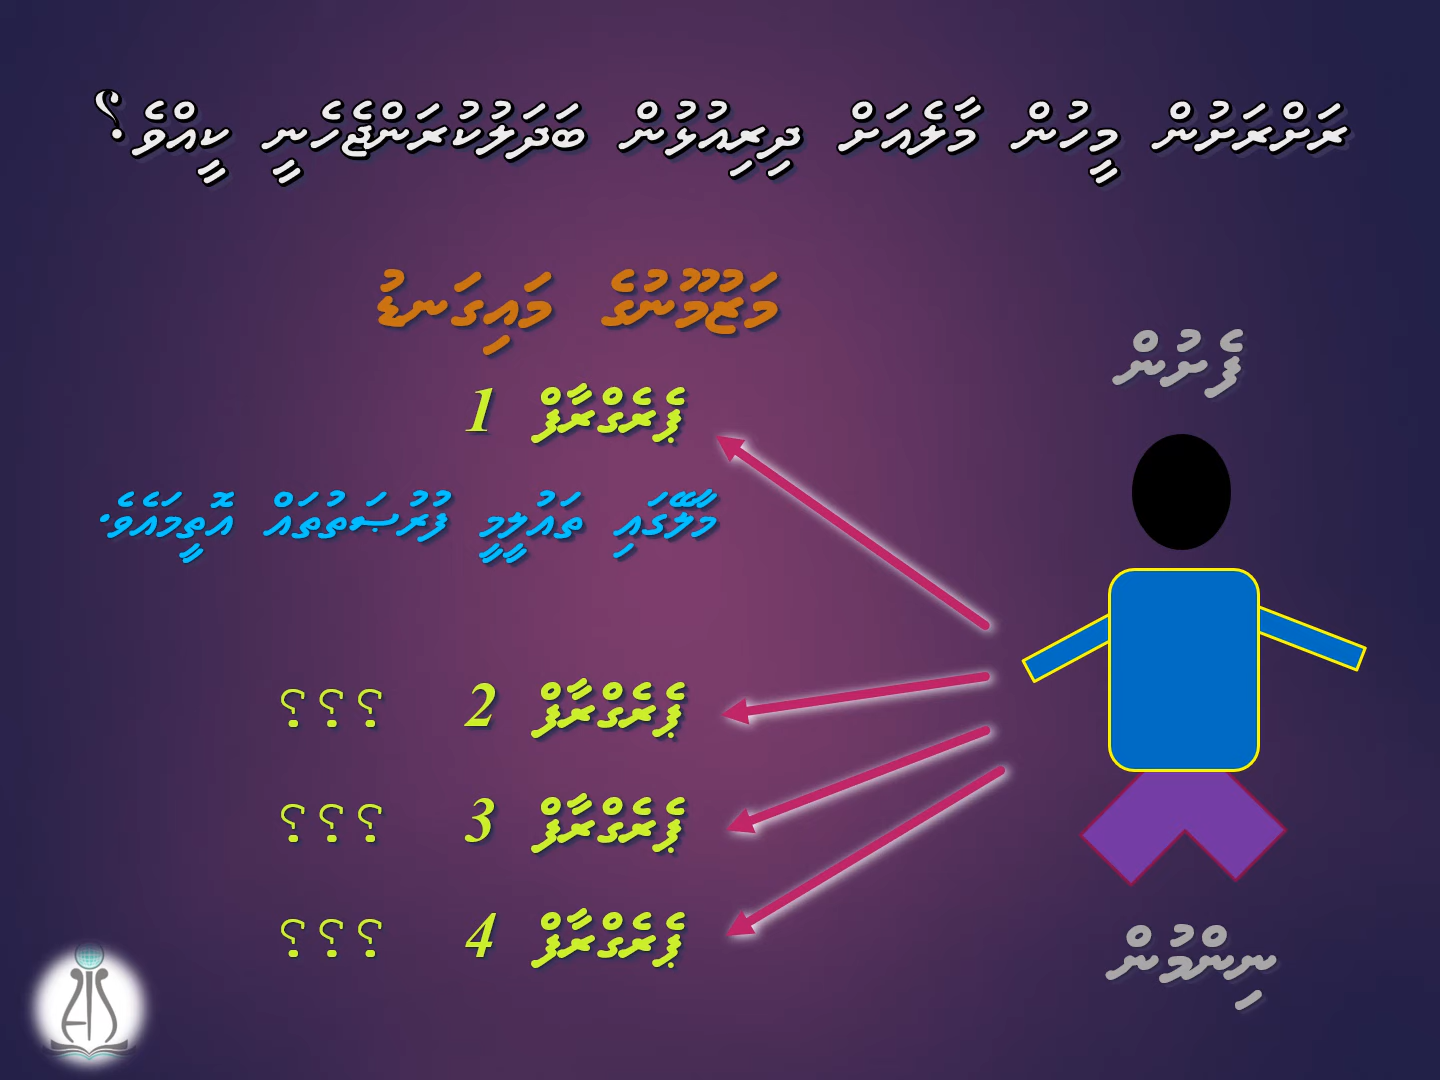 ރަށްރަށުން މީހުން މާލެއަށް ދިރިއުޅުން ބަދަލުކުރަންޖެހެނީ ކީއްވެ؟
މަޒުމޫނުގެ މައިގަނޑު
ފެށުން
ޕެރެގްރާފް 1
މާލޭގައި ތައުލީމީ ފުރުޞަތުތައް އޮތީމައެވެ.
ޕެރެގްރާފް 2 ؟؟؟
ޕެރެގްރާފް 3 ؟؟؟
ޕެރެގްރާފް 4 ؟؟؟
ނިންމުން